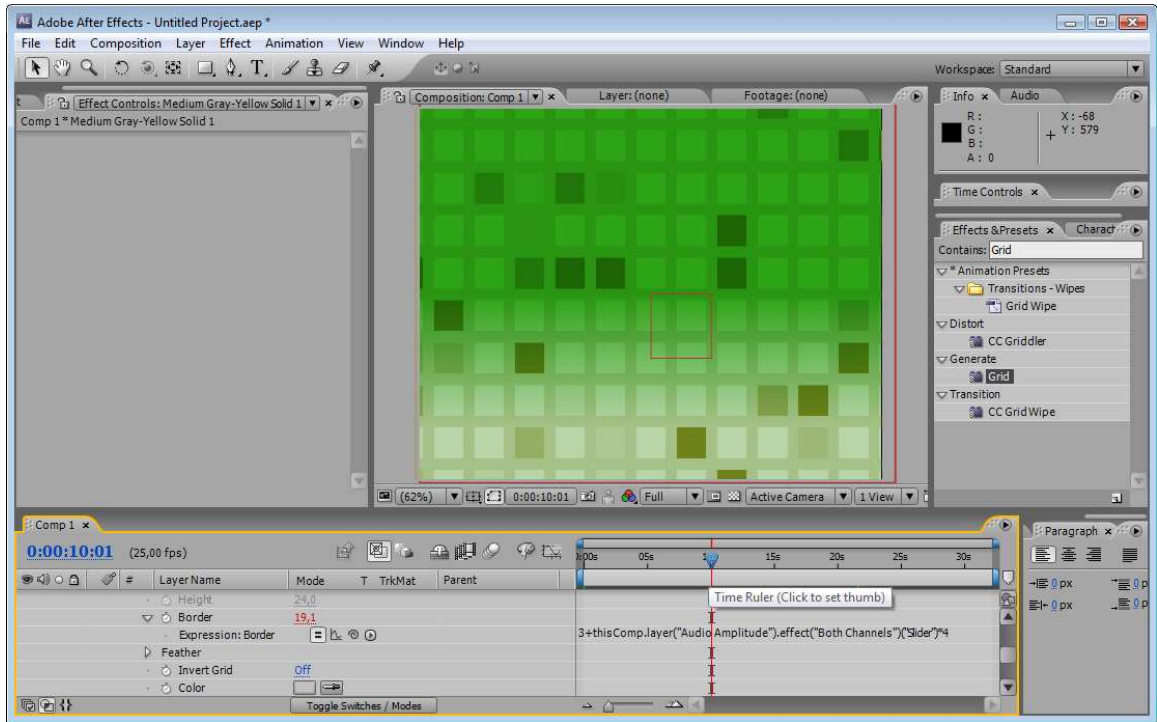 Adobe After Effects - Untitled Project.aep *
File Edit Composition Layer Effect Animation View Window Help
Workspace: Standard
Effect Controls: Medium Gray-Yellow Solid 1
Comp 1 * Medium Gray-Yellow Solid 1
Composition: Comp 1
Layer: (none)
Footage: (none)
(62%) 0:00:10:01 Full Active Camera 1 View
Info Audio
R :
G :
B :
A : 0
X : -68
Y : 579
Time Controls
Effects & Presets Charact
Contains: Grid
* Animation Presets
Transitions - Wipes
Grid Wipe
Distort
CC Griddler
Generate
Grid
Transition
CC Grid Wipe
Comp 1
0:00:10:01 (25,00 fps)
05s 15s 20s 25s 30s
# Layer Name Mode T TrkMat Parent
Height 24,0
Time Ruler (Click to set thumb)
Border 19,1
Expression: Border
3+thisComp.layer("Audio Amplitude").effect("Both Channels")("Slider")*4
Feather
Invert Grid Off
Color
Toggle Switches / Modes
Paragraph
0 px
0 p
0 px
0 p